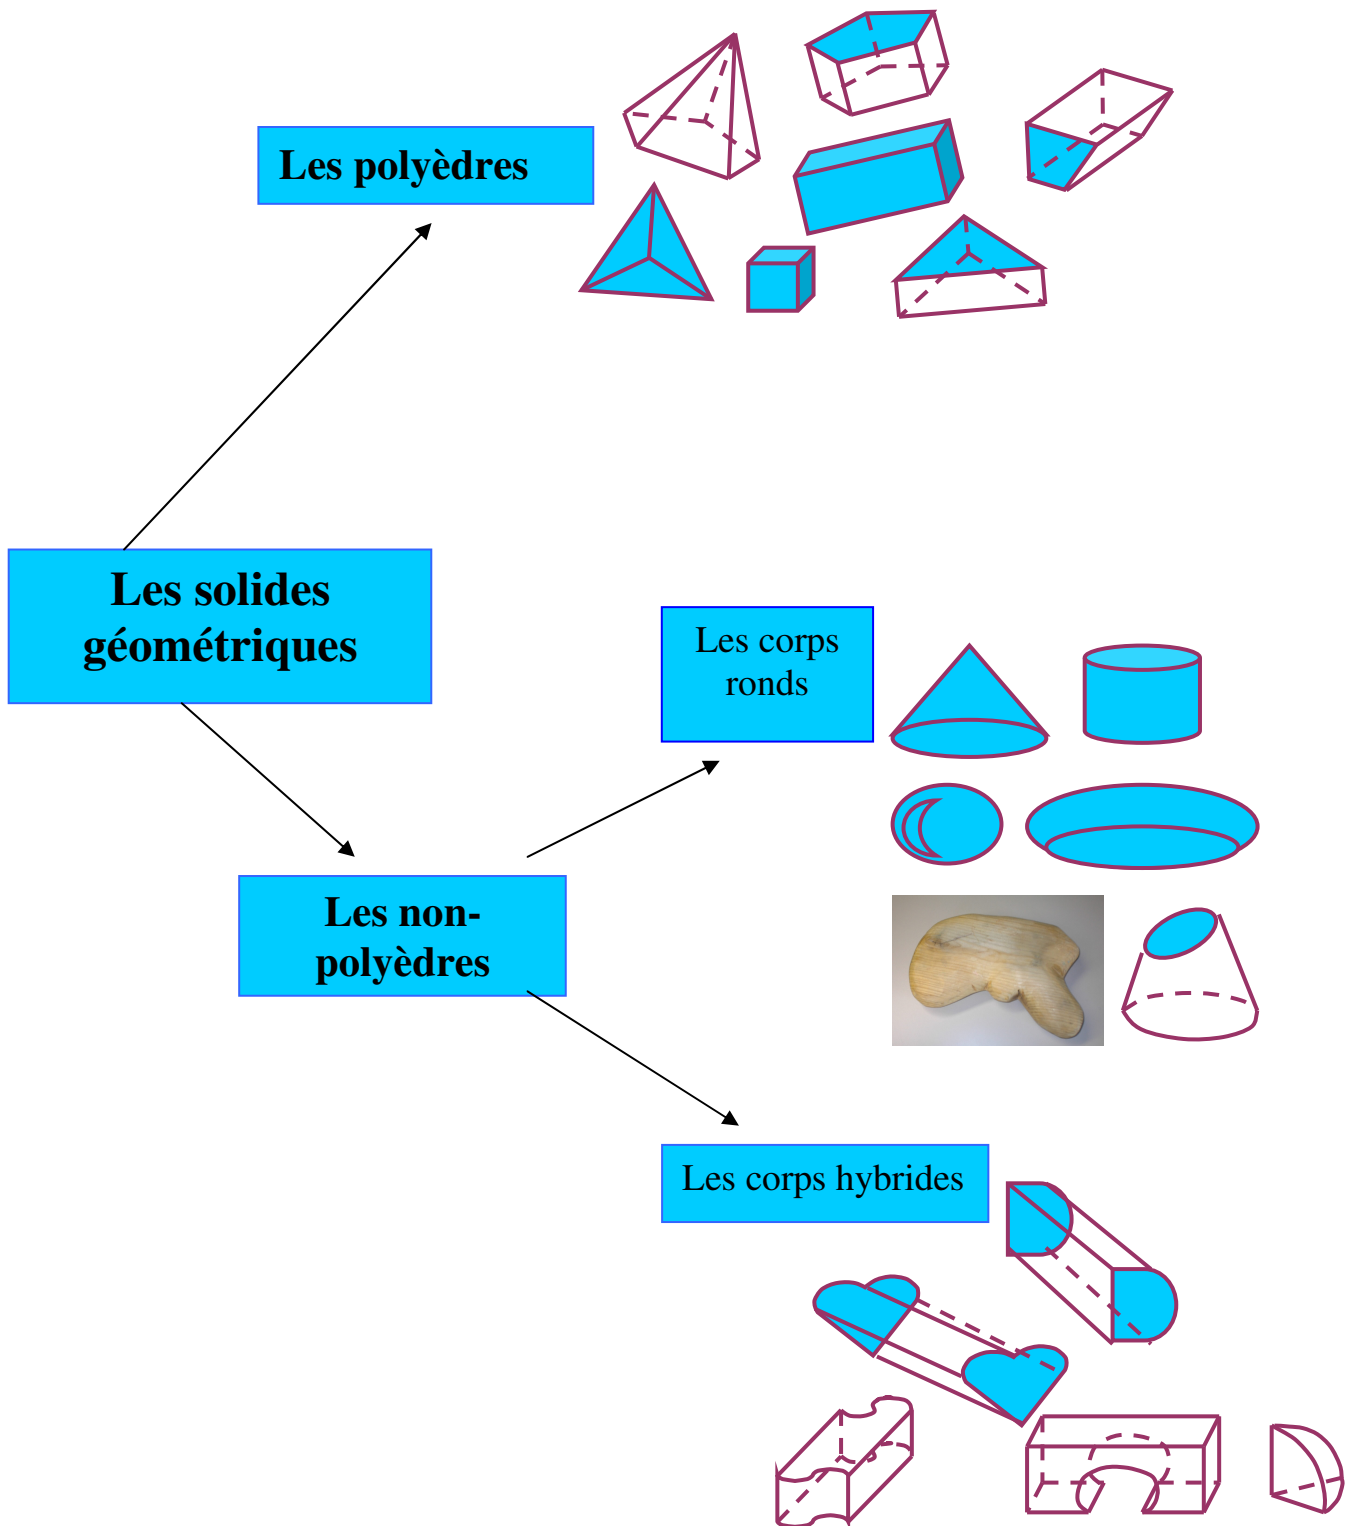 Les polyèdres
Les solides
géométriques
Les corps
ronds
Les non-
polyèdres
Les corps hybrides